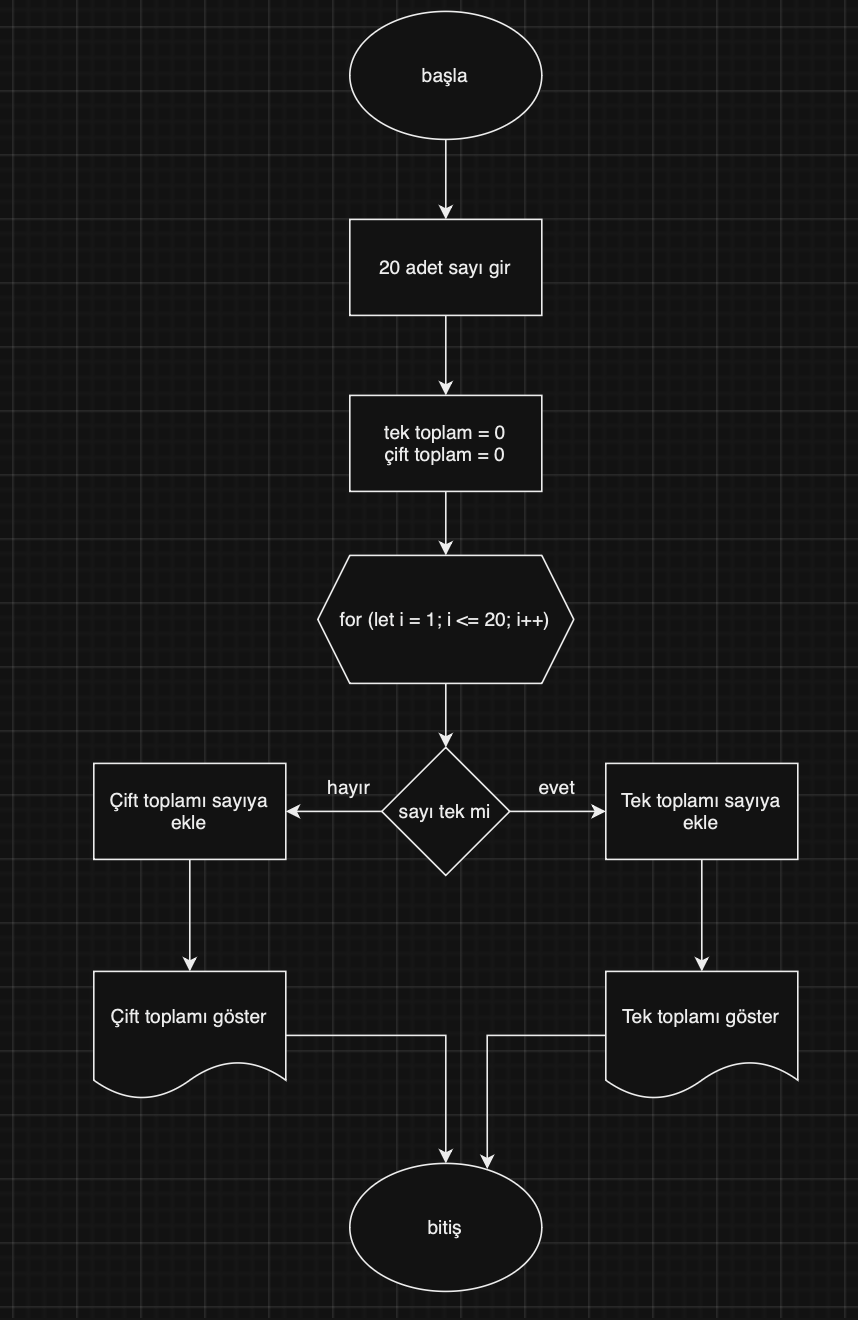 başla
20 adet sayı gir
tek toplam = 0
çift toplam = 0
for (let i = 1; i <= 20; i++)
hayır
evet
Çift toplamı sayıya
ekle
sayı tek mi
Tek toplamı sayıya
ekle
Çift toplamı göster
Tek toplamı göster
bitiş